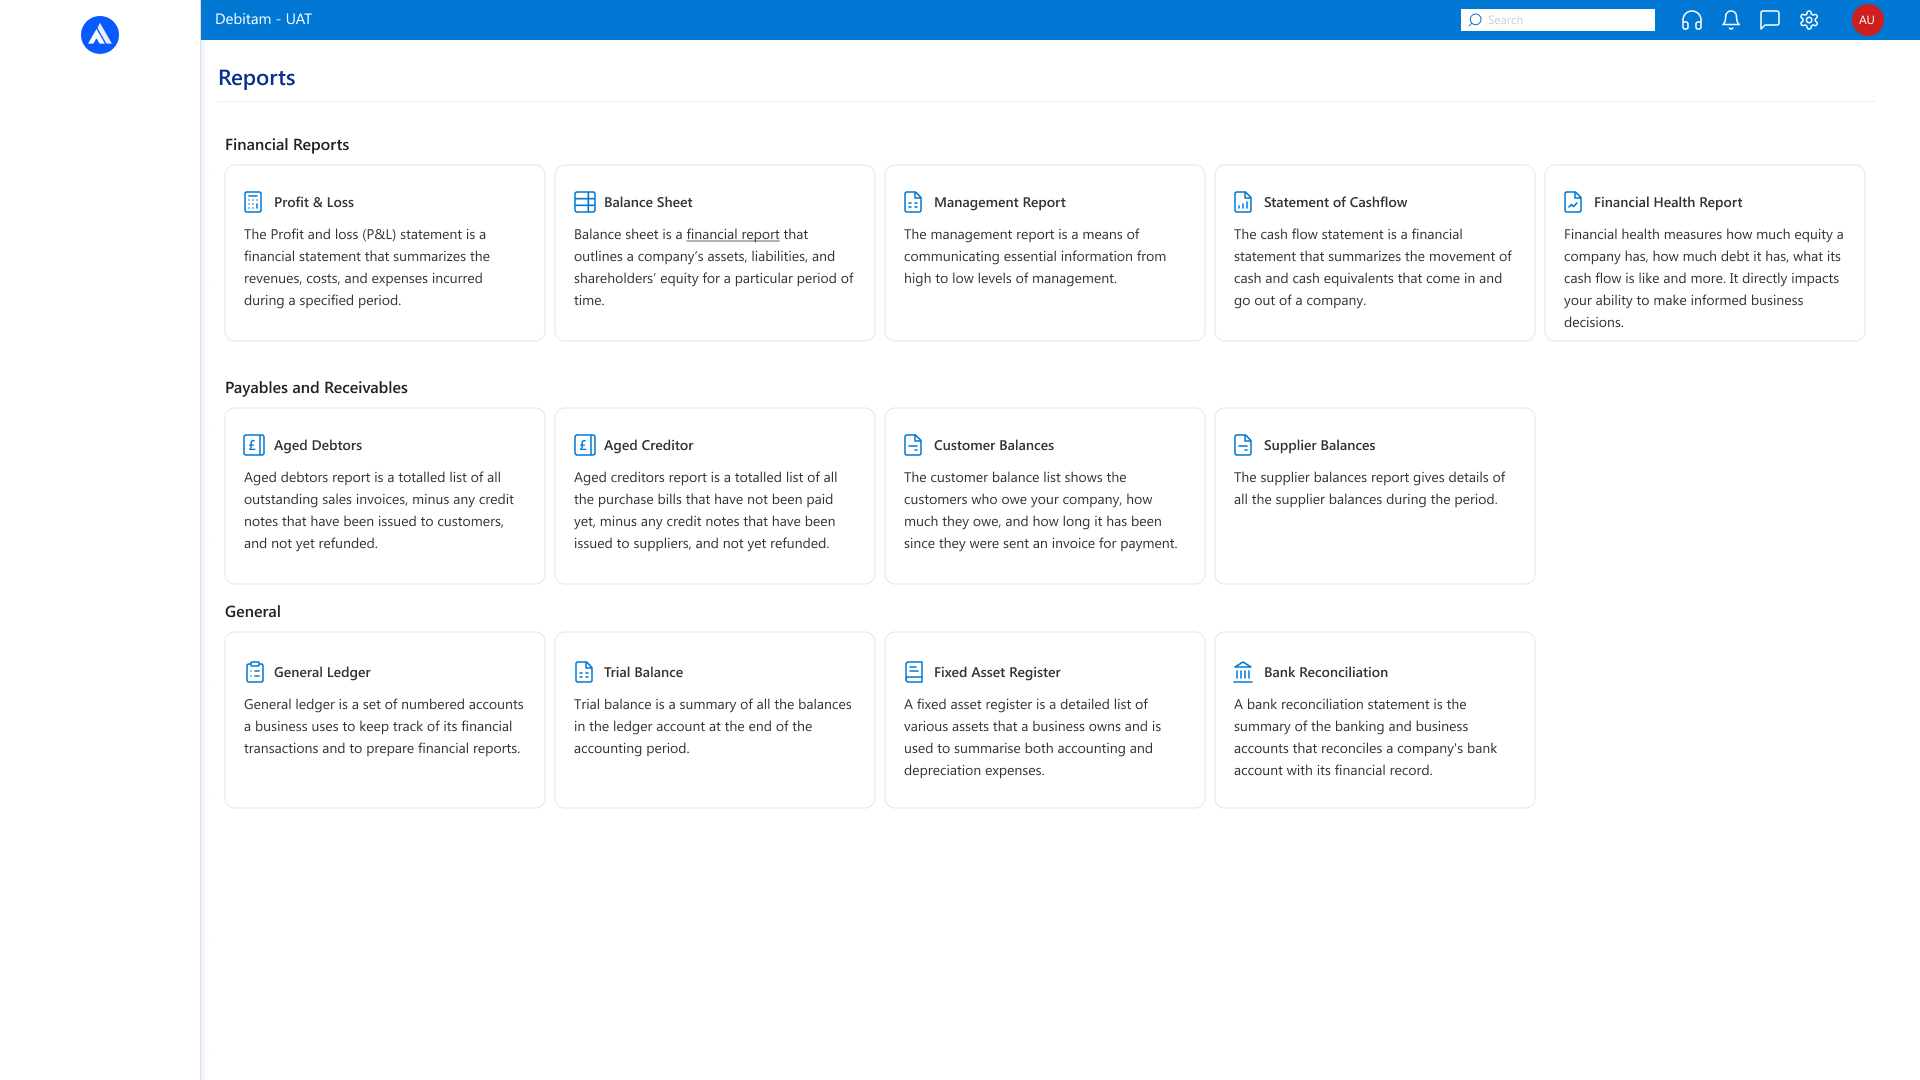 Debitam - UAT
Search
AU
Reports
Financial Reports
Profit & Loss
The Profit and loss (P&L) statement is a
financial statement that summarizes the
revenues, costs, and expenses incurred
during a specified period.
Balance Sheet
Balance sheet is a financial report that
outlines a company's assets, liabilities, and
shareholders' equity for a particular period of
time.
Management Report
The management report is a means of
communicating essential information from
high to low levels of management.
Statement of Cashflow
The cash flow statement is a financial
statement that summarizes the movement of
cash and cash equivalents that come in and
go out of a company.
Financial Health Report
Financial health measures how much equity a
company has, how much debt it has, what its
cash flow is like and more. It directly impacts
your ability to make informed business
decisions.
Payables and Receivables
£ Aged Debtors
Aged debtors report is a totalled list of all
outstanding sales invoices, minus any credit
notes that have been issued to customers,
and not yet refunded.
£ Aged Creditor
Aged creditors report is a totalled list of all
the purchase bills that have not been paid
yet, minus any credit notes that have been
issued to suppliers, and not yet refunded.
Customer Balances
The customer balance list shows the
customers who owe your company, how
much they owe, and how long it has been
since they were sent an invoice for payment.
Supplier Balances
The supplier balances report gives details of
all the supplier balances during the period.
General
General Ledger
General ledger is a set of numbered accounts
a business uses to keep track of its financial
transactions and to prepare financial reports.
Trial Balance
Trial balance is a summary of all the balances
in the ledger account at the end of the
accounting period.
Fixed Asset Register
A fixed asset register is a detailed list of
various assets that a business owns and is
used to summarise both accounting and
depreciation expenses.
Bank Reconciliation
A bank reconciliation statement is the
summary of the banking and business
accounts that reconciles a company's bank
account with its financial record.